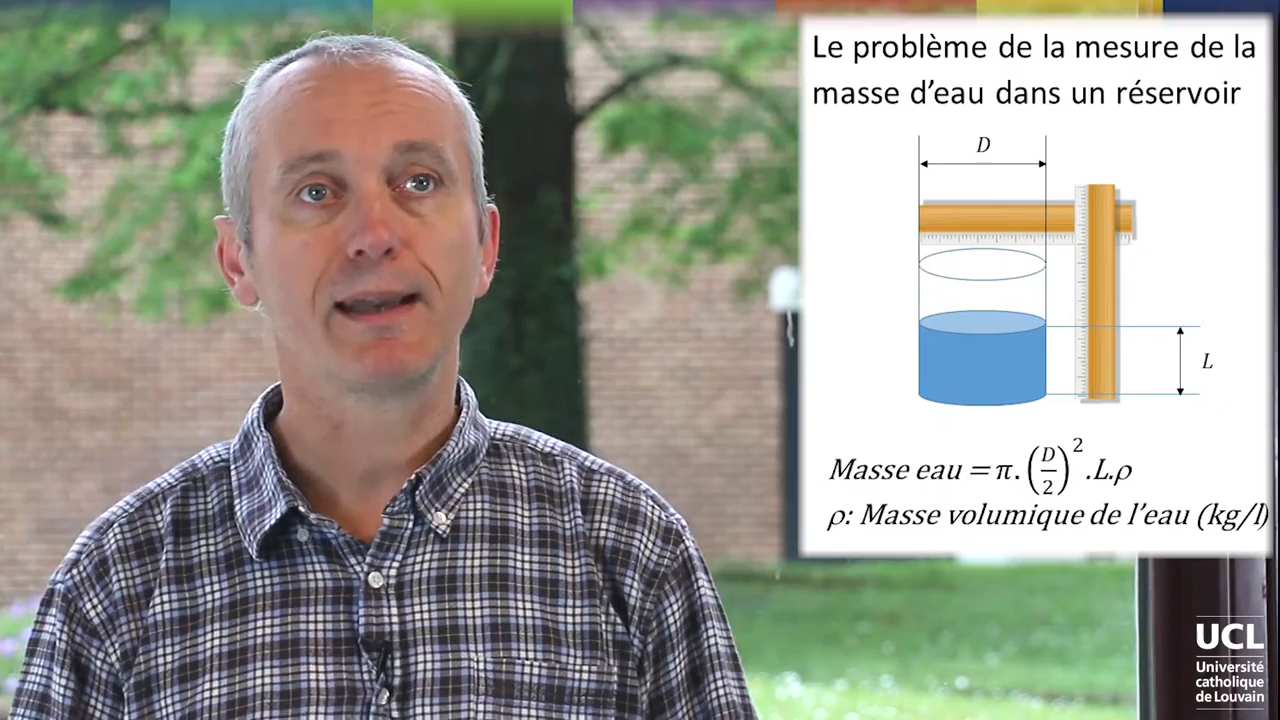 Le problème de la mesure de la
masse d'eau dans un réservoir
D
L
Masse eau = π. (D/2)² .L.ρ
ρ: Masse volumique de l'eau (kg/l)
UCL
Université
catholique
de Louvain